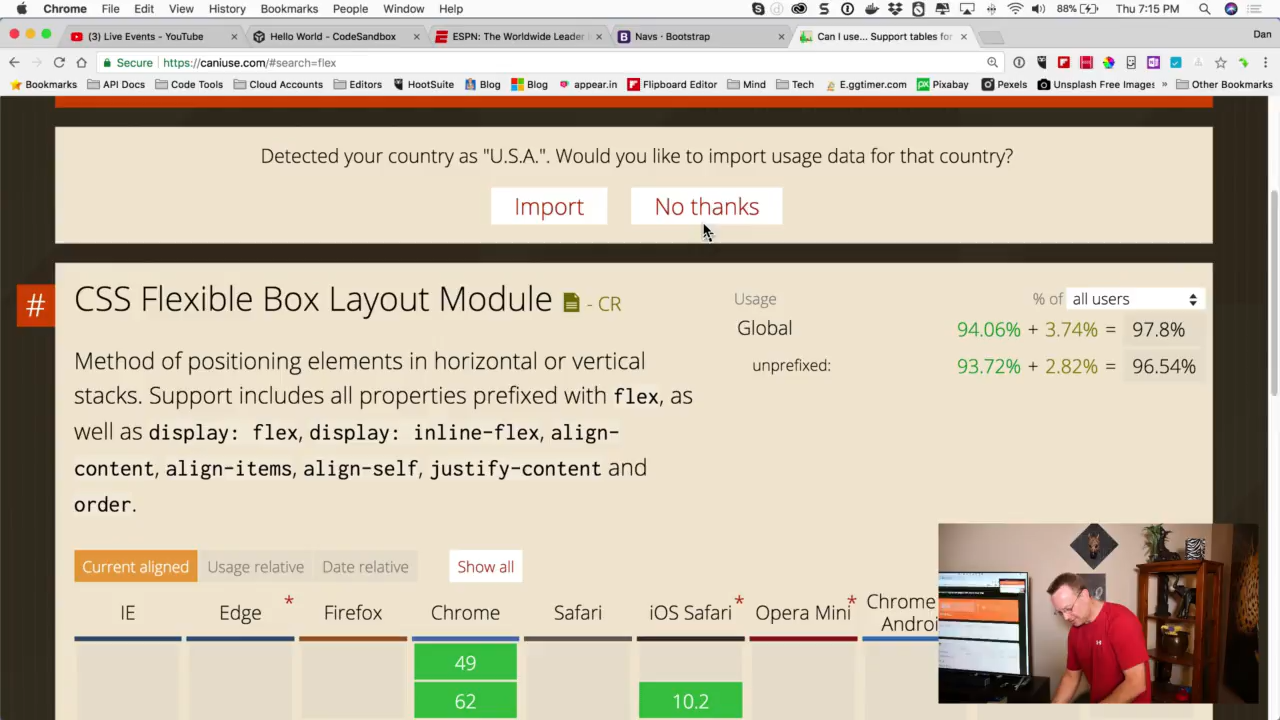 Chrome File Edit View History Bookmarks People Window Help 88% Thu 7:15 PM
(3) Live Events - YouTube Hello World - CodeSandbox ESPN: The Worldwide Leader i Navs · Bootstrap Can I use... Support tables for Dan
Secure https://caniuse.com/#search=flex
Bookmarks API Docs Code Tools Cloud Accounts Editors HootSuite Blog Blog appear.in Flipboard Editor Mind Tech E.ggtimer.com Pixabay Pexels Unsplash Free Images » Other Bookmarks
Detected your country as "U.S.A.". Would you like to import usage data for that country?
Import No thanks
# CSS Flexible Box Layout Module - CR
Usage % of all users
Global 94.06% + 3.74% = 97.8%
unprefixed: 93.72% + 2.82% = 96.54%
Method of positioning elements in horizontal or vertical
stacks. Support includes all properties prefixed with flex, as
well as display: flex, display: inline-flex, align-
content, align-items, align-self, justify-content and
order.
Current aligned Usage relative Date relative Show all
IE Edge * Firefox Chrome Safari iOS Safari * Opera Mini * Chrome
Androi
49
62 10.2